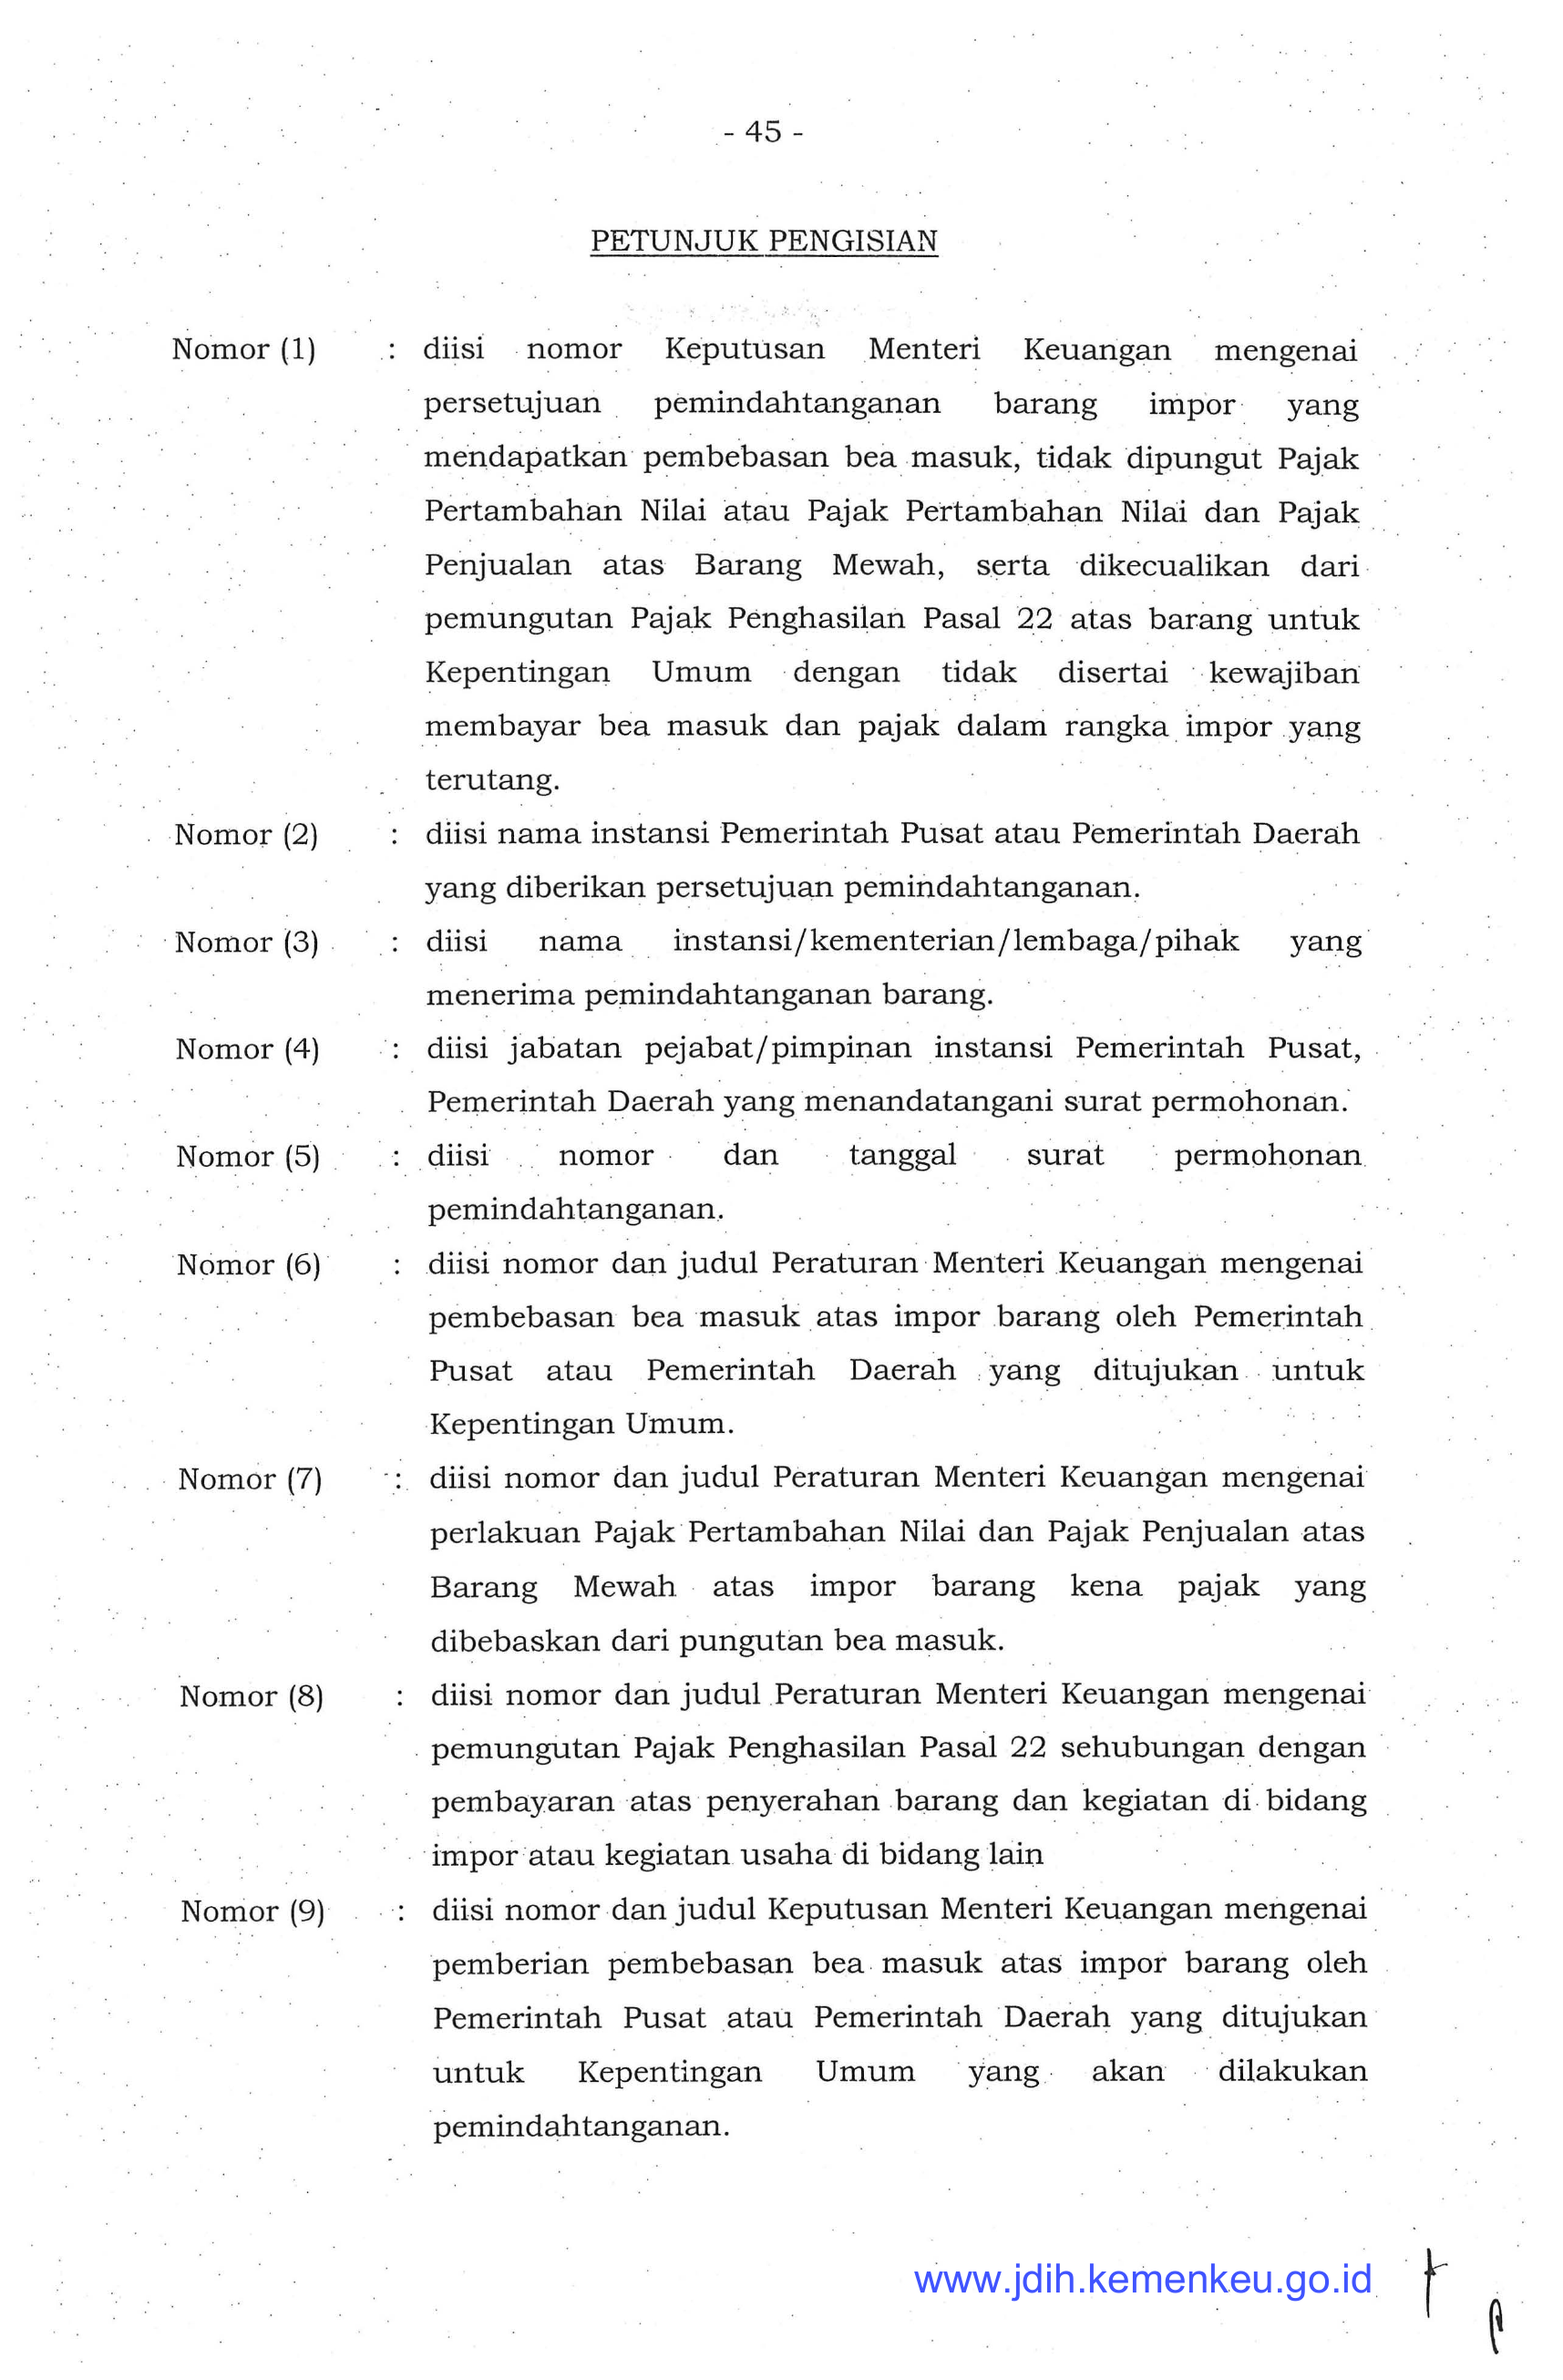 - 45 -
PETUNJUK PENGISIAN
Nomor (1) : diisi nomor Keputusan Menteri Keuangan mengenai
persetujuan pemindahtanganan barang impor yang
mendapatkan pembebasan bea masuk, tidak dipungut Pajak
Pertambahan Nilai atau Pajak Pertambahan Nilai dan Pajak
Penjualan atas Barang Mewah, serta dikecualikan dari
pemungutan Pajak Penghasilan Pasal 22 atas barang untuk
Kepentingan Umum dengan tidak disertai kewajiban
membayar bea masuk dan pajak dalam rangka impor yang
terutang.
Nomor (2) : diisi nama instansi Pemerintah Pusat atau Pemerintah Daerah
yang diberikan persetujuan pemindahtanganan.
Nomor (3) : diisi nama instansi/kementerian/lembaga/pihak yang
menerima pemindahtanganan barang.
Nomor (4) : diisi jabatan pejabat/pimpinan instansi Pemerintah Pusat,
Pemerintah Daerah yang menandatangani surat permohonan.
Nomor (5) : diisi nomor dan tanggal surat permohonan
pemindahtanganan.
Nomor (6) : diisi nomor dan judul Peraturan Menteri Keuangan mengenai
pembebasan bea masuk atas impor barang oleh Pemerintah
Pusat atau Pemerintah Daerah yang ditujukan untuk
Kepentingan Umum.
Nomor (7) : diisi nomor dan judul Peraturan Menteri Keuangan mengenai
perlakuan Pajak Pertambahan Nilai dan Pajak Penjualan atas
Barang Mewah atas impor barang kena pajak yang
dibebaskan dari pungutan bea masuk.
Nomor (8) : diisi nomor dan judul Peraturan Menteri Keuangan mengenai
pemungutan Pajak Penghasilan Pasal 22 sehubungan dengan
pembayaran atas penyerahan barang dan kegiatan di bidang
impor atau kegiatan usaha di bidang lain
Nomor (9) : diisi nomor dan judul Keputusan Menteri Keuangan mengenai
pemberian pembebasan bea masuk atas impor barang oleh
Pemerintah Pusat atau Pemerintah Daerah yang ditujukan
untuk Kepentingan Umum yang akan dilakukan
pemindahtanganan.
www.jdih.kemenkeu.go.id